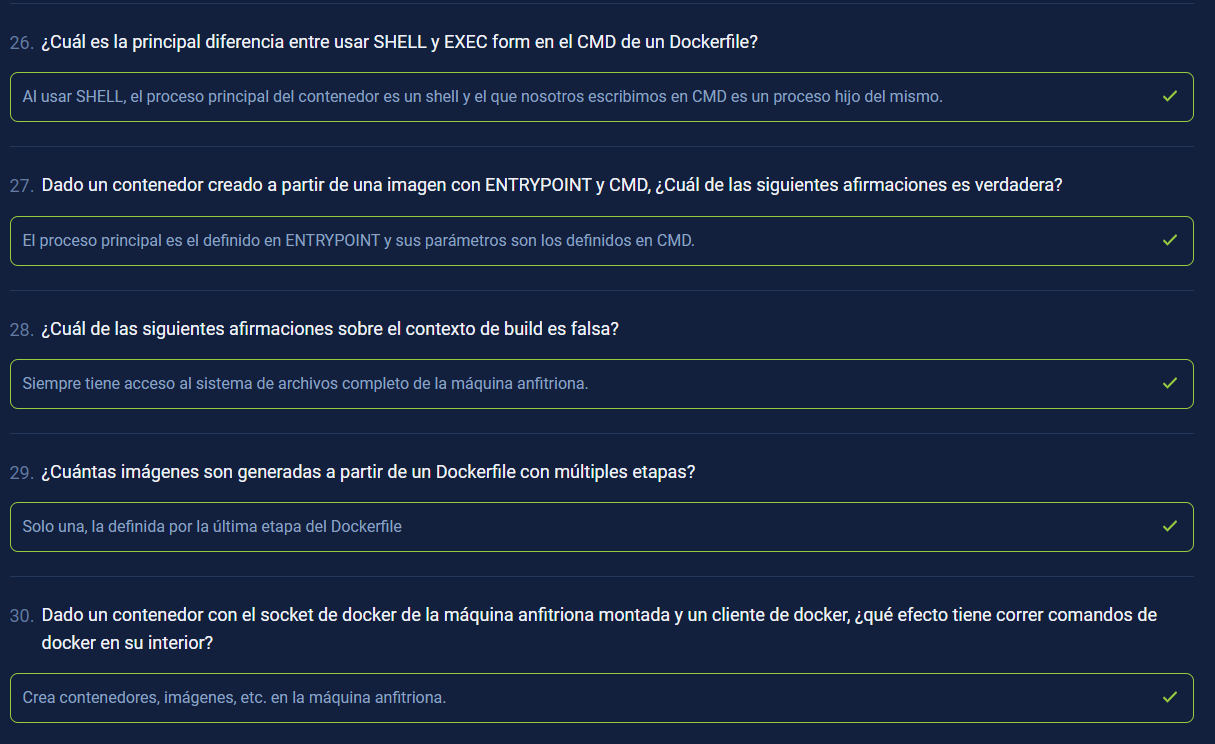 26. ¿Cuál es la principal diferencia entre usar SHELL y EXEC form en el CMD de un Dockerfile?
Al usar SHELL, el proceso principal del contenedor es un shell y el que nosotros escribimos en CMD es un proceso hijo del mismo.
27. Dado un contenedor creado a partir de una imagen con ENTRYPOINT y CMD, ¿Cuál de las siguientes afirmaciones es verdadera?
El proceso principal es el definido en ENTRYPOINT y sus parámetros son los definidos en CMD.
28. ¿Cuál de las siguientes afirmaciones sobre el contexto de build es falsa?
Siempre tiene acceso al sistema de archivos completo de la máquina anfitriona.
29. ¿Cuántas imágenes son generadas a partir de un Dockerfile con múltiples etapas?
Solo una, la definida por la última etapa del Dockerfile
30. Dado un contenedor con el socket de docker de la máquina anfitriona montada y un cliente de docker, ¿qué efecto tiene correr comandos de
docker en su interior?
Crea contenedores, imágenes, etc. en la máquina anfitriona.